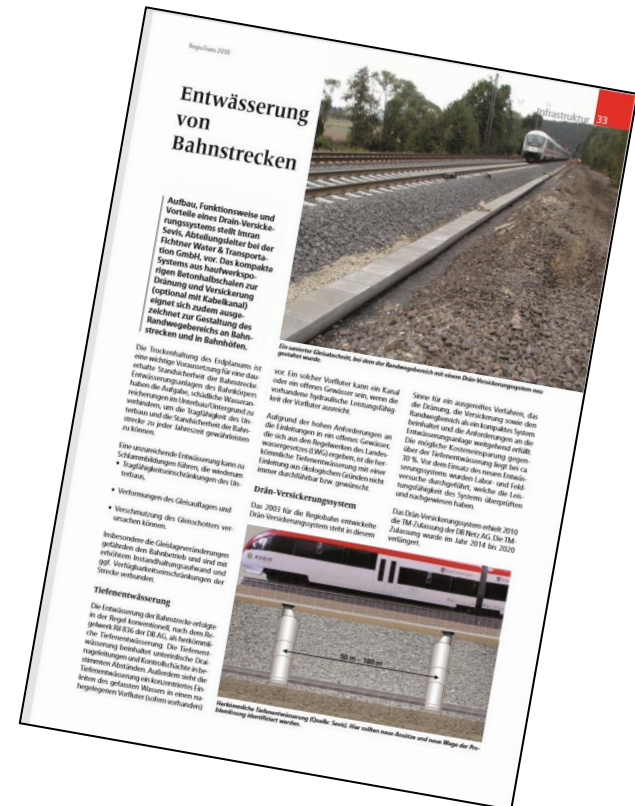 RegioTrans 2018
Infrastruktur 33
Entwässerung
von
Bahnstrecken
Aufbau, Funktionsweise und
Vorteile eines Drain-Versicke-
rungssystems stellt Imran
Sevis, Abteilungsleiter bei der
Fichtner Water & Transporta-
tion GmbH, vor. Das kompakte
Systems aus haufwerkspo-
rigen Betonhalbschalen zur
Dränung und Versickerung
(optional mit Kabelkanal)
eignet sich zudem ausge-
zeichnet zur Gestaltung des
Randwegebereichs an Bahn-
strecken und in Bahnhöfen.
Die Trockenhaltung des Erdplanums ist
eine wichtige Voraussetzung für eine dau-
erhafte Standsicherheit der Bahnstrecke.
Entwässerungsanlagen des Bahnkörpers
haben die Aufgabe, schädliche Wasseran-
reicherungen im Unterbau/Untergrund zu
verhindern, um die Tragfähigkeit des Un-
terbaus und die Standsicherheit der Bahn-
strecke zu jeder Jahreszeit gewährleisten
zu können.
Eine unzureichende Entwässerung kann zu
Schlammbildungen führen, die wiederum
• Tragfähigkeitseinschränkungen des Un-
terbaus,
• Verformungen des Gleisauflagers und
• Verschmutzung des Gleisschotters ver-
ursachen können.
Insbesondere die Gleislageveränderungen
gefährden den Bahnbetrieb und sind mit
erhöhtem Instandhaltungsaufwand und
ggf. Verfügbarkeitseinschränkungen der
Strecke verbunden.
Tiefenentwässerung
Die Entwässerung der Bahnstrecke erfolgte
in der Regel konventionell, nach dem Re-
gelwerk Ril 836 der DB AG, als herkömmli-
che Tiefenentwässerung. Die Tiefenent-
wässerung beinhaltet unterirdische Drai-
nageleitungen und Kontrollschächte in be-
stimmten Abständen. Außerdem sieht die
Tiefenentwässerung ein konzentriertes Ein-
leiten des gefassten Wassers in einen na-
hegelegenen Vorfluter (sofern vorhanden)
Ein sanierter Gleisabschnitt, bei dem der Randwegebereich mit einem Drän-Versickerungssystem neu
gestaltet wurde.
vor. Ein solcher Vorfluter kann ein Kanal
oder ein offenes Gewässer sein, wenn die
vorhandene hydraulische Leistungsfähig-
keit der Vorfluter ausreicht.
Aufgrund der hohen Anforderungen an
die Einleitungen in ein offenes Gewässer,
die sich aus den Regelwerken des Landes-
wassergesetzes (LWG) ergeben, ist die her-
kömmliche Tiefenentwässerung mit einer
Einleitung aus ökologischen Gründen nicht
immer durchführbar bzw. gewünscht.
Drän-Versickerungssystem
Das 2003 für die Regiobahn entwickelte
Drän-Versickerungssystem steht in diesem
Sinne für ein ausgereiftes Verfahren, das
die Dränung, die Versickerung sowie den
Randwegbereich als ein kompaktes System
beinhaltet und die Anforderungen an die
Entwässerungsanlage weitgehend erfüllt.
Die mögliche Kosteneinsparung gegen-
über der Tiefenentwässerung liegt bei ca.
30 %. Vor dem Einsatz des neuen Entwäs-
serungssystems wurden Labor- und Feld-
versuche durchgeführt, welche die Leis-
tungsfähigkeit des Systems überprüften
und nachgewiesen haben.
Das Drän-Versickerungssystem erhielt 2010
die TM-Zulassung der DB Netz AG. Die TM-
Zulassung wurde im Jahr 2014 bis 2020
verlängert.
50 m – 100 m
Herkömmliche Tiefenentwässerung (Quelle: Sevis). Hier sollten neue Ansätze und neue Wege der Pro-
blemlösung identifiziert werden.